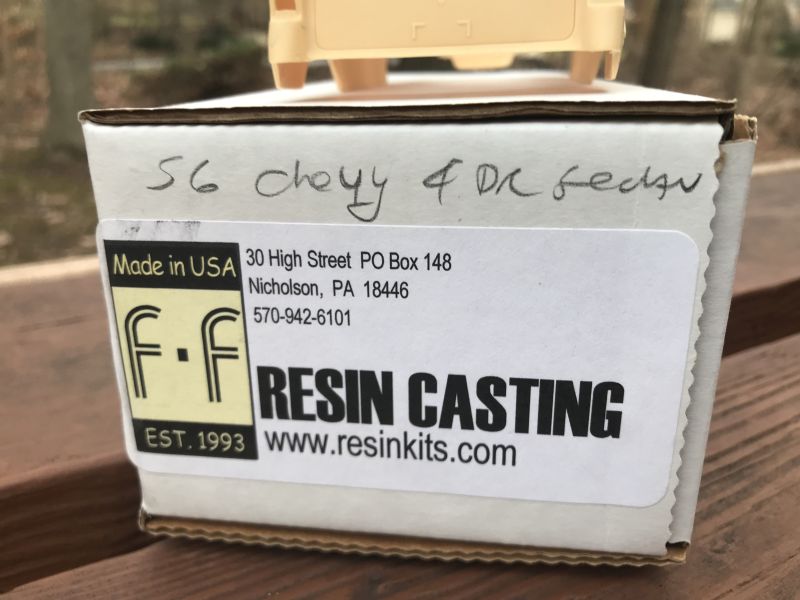 56 Chevy 4 DR Sedan
Made in USA
F·F
EST. 1993
30 High Street PO Box 148
Nicholson, PA 18446
570-942-6101
RESIN CASTING
www.resinkits.com